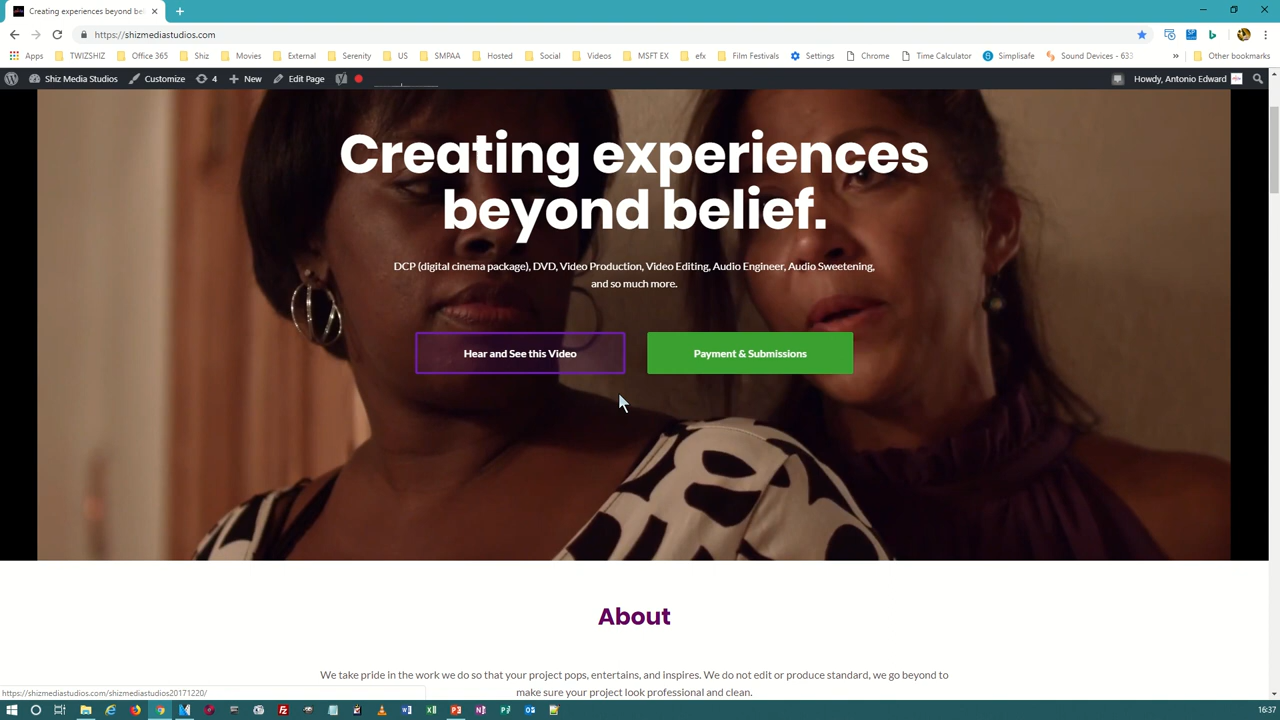 Creating experiences bel
https://shizmediastudios.com
Apps TWIZSHIZ Office 365 Shiz Movies External Serenity US SMPAA Hosted Social Videos MSFT EX efx Film Festivals Settings Chrome Time Calculator Simplisafe Sound Devices - 633 » Other bookmarks
Shiz Media Studios Customize 4 New Edit Page Howdy, Antonio Edward
Creating experiences
beyond belief.
DCP (digital cinema package), DVD, Video Production, Video Editing, Audio Engineer, Audio Sweetening,
and so much more.
Hear and See this Video Payment & Submissions
About
We take pride in the work we do so that your project pops, entertains, and inspires. We do not edit or produce standard, we go beyond to
make sure your project look professional and clean.
https://shizmediastudios.com/shizmediastudios20171220/
16:37